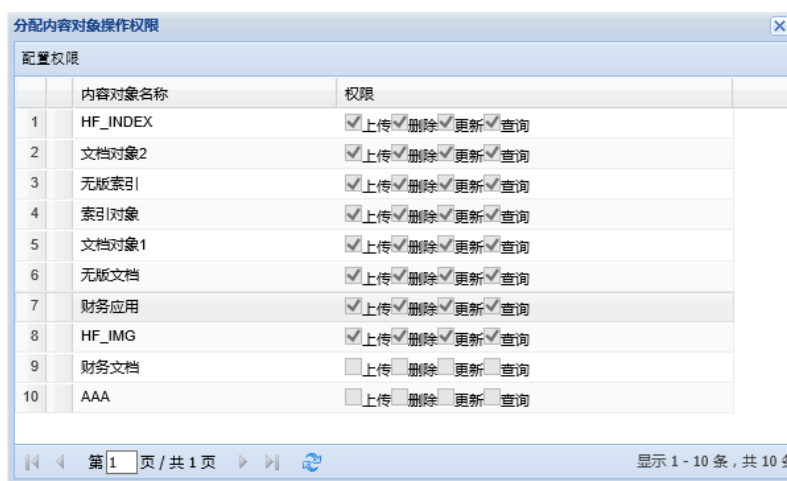 分配内容对象操作权限
配置权限
内容对象名称 权限
1 HF_INDEX 上传 删除 更新 查询
2 文档对象2 上传 删除 更新 查询
3 无版索引 上传 删除 更新 查询
4 索引对象 上传 删除 更新 查询
5 文档对象1 上传 删除 更新 查询
6 无版文档 上传 删除 更新 查询
7 财务应用 上传 删除 更新 查询
8 HF_IMG 上传 删除 更新 查询
9 财务文档 上传 删除 更新 查询
10 AAA 上传 删除 更新 查询
第 1 页 / 共 1 页 显示 1 - 10 条，共 10